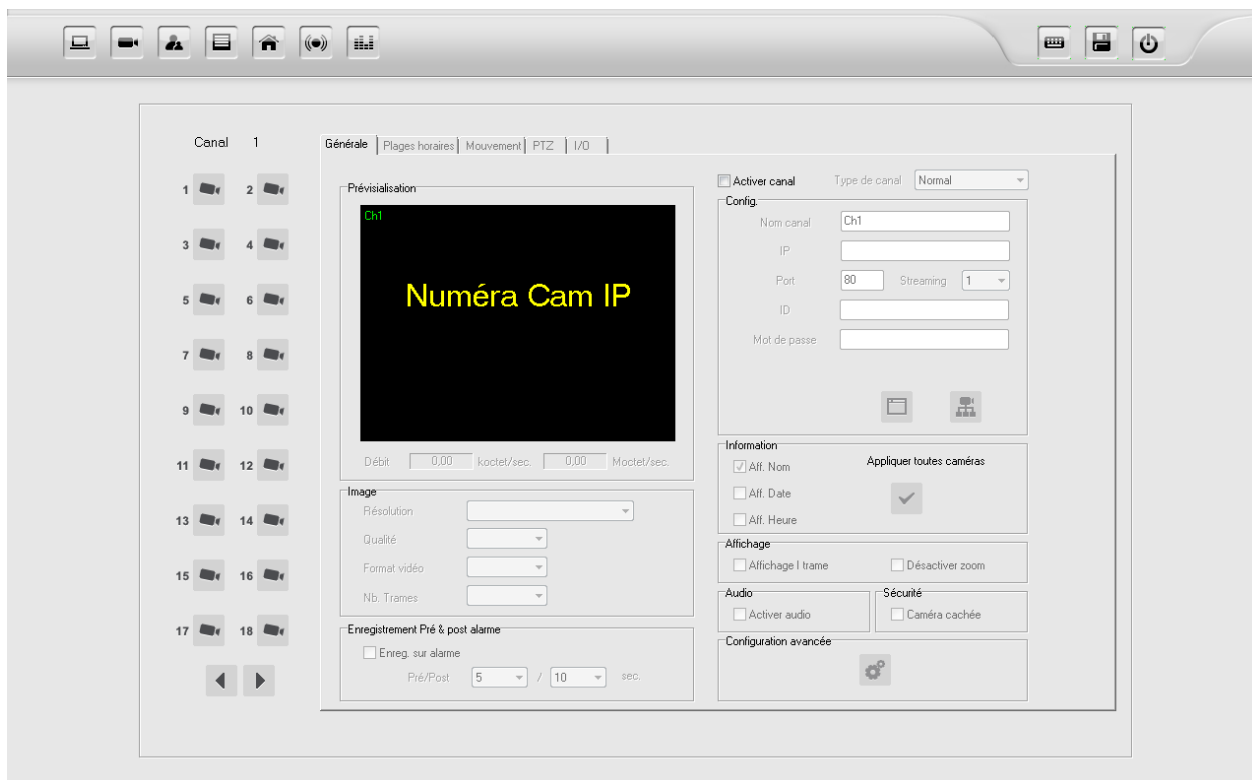 Canal 1
1 2
3 4
5 6
7 8
9 10
11 12
13 14
15 16
17 18
Générale Plages horaires Mouvement PTZ I/O
Prévisialisation
Ch1
Numéra Cam IP
Débit 0,00 koctet/sec. 0,00 Moctet/sec.
Image
Résolution
Qualité
Format vidéo
Nb. Trames
Enregistrement Pré & post alarme
Enreg. sur alarme
Pré/Post 5 / 10 sec.
Activer canal Type de canal Normal
Config.
Nom canal Ch1
IP
Port 80 Streaming 1
ID
Mot de passe
Information
Aff. Nom Appliquer toutes caméras
Aff. Date
Aff. Heure
Affichage
Affichage I trame Désactiver zoom
Audio Sécurité
Activer audio Caméra cachée
Configuration avancée